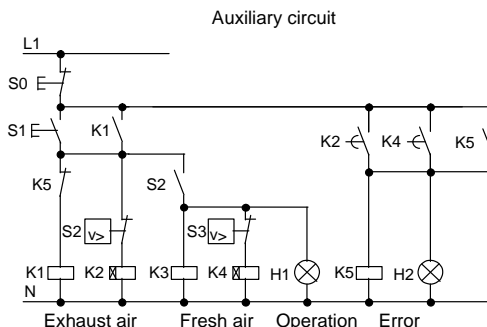 Auxiliary circuit
L1
S0
S1 K1 K2 K4 K5
K5 S2
S2 v> S3 v>
K1 K2 K3 K4 H1 K5 H2
N
Exhaust air Fresh air Operation Error